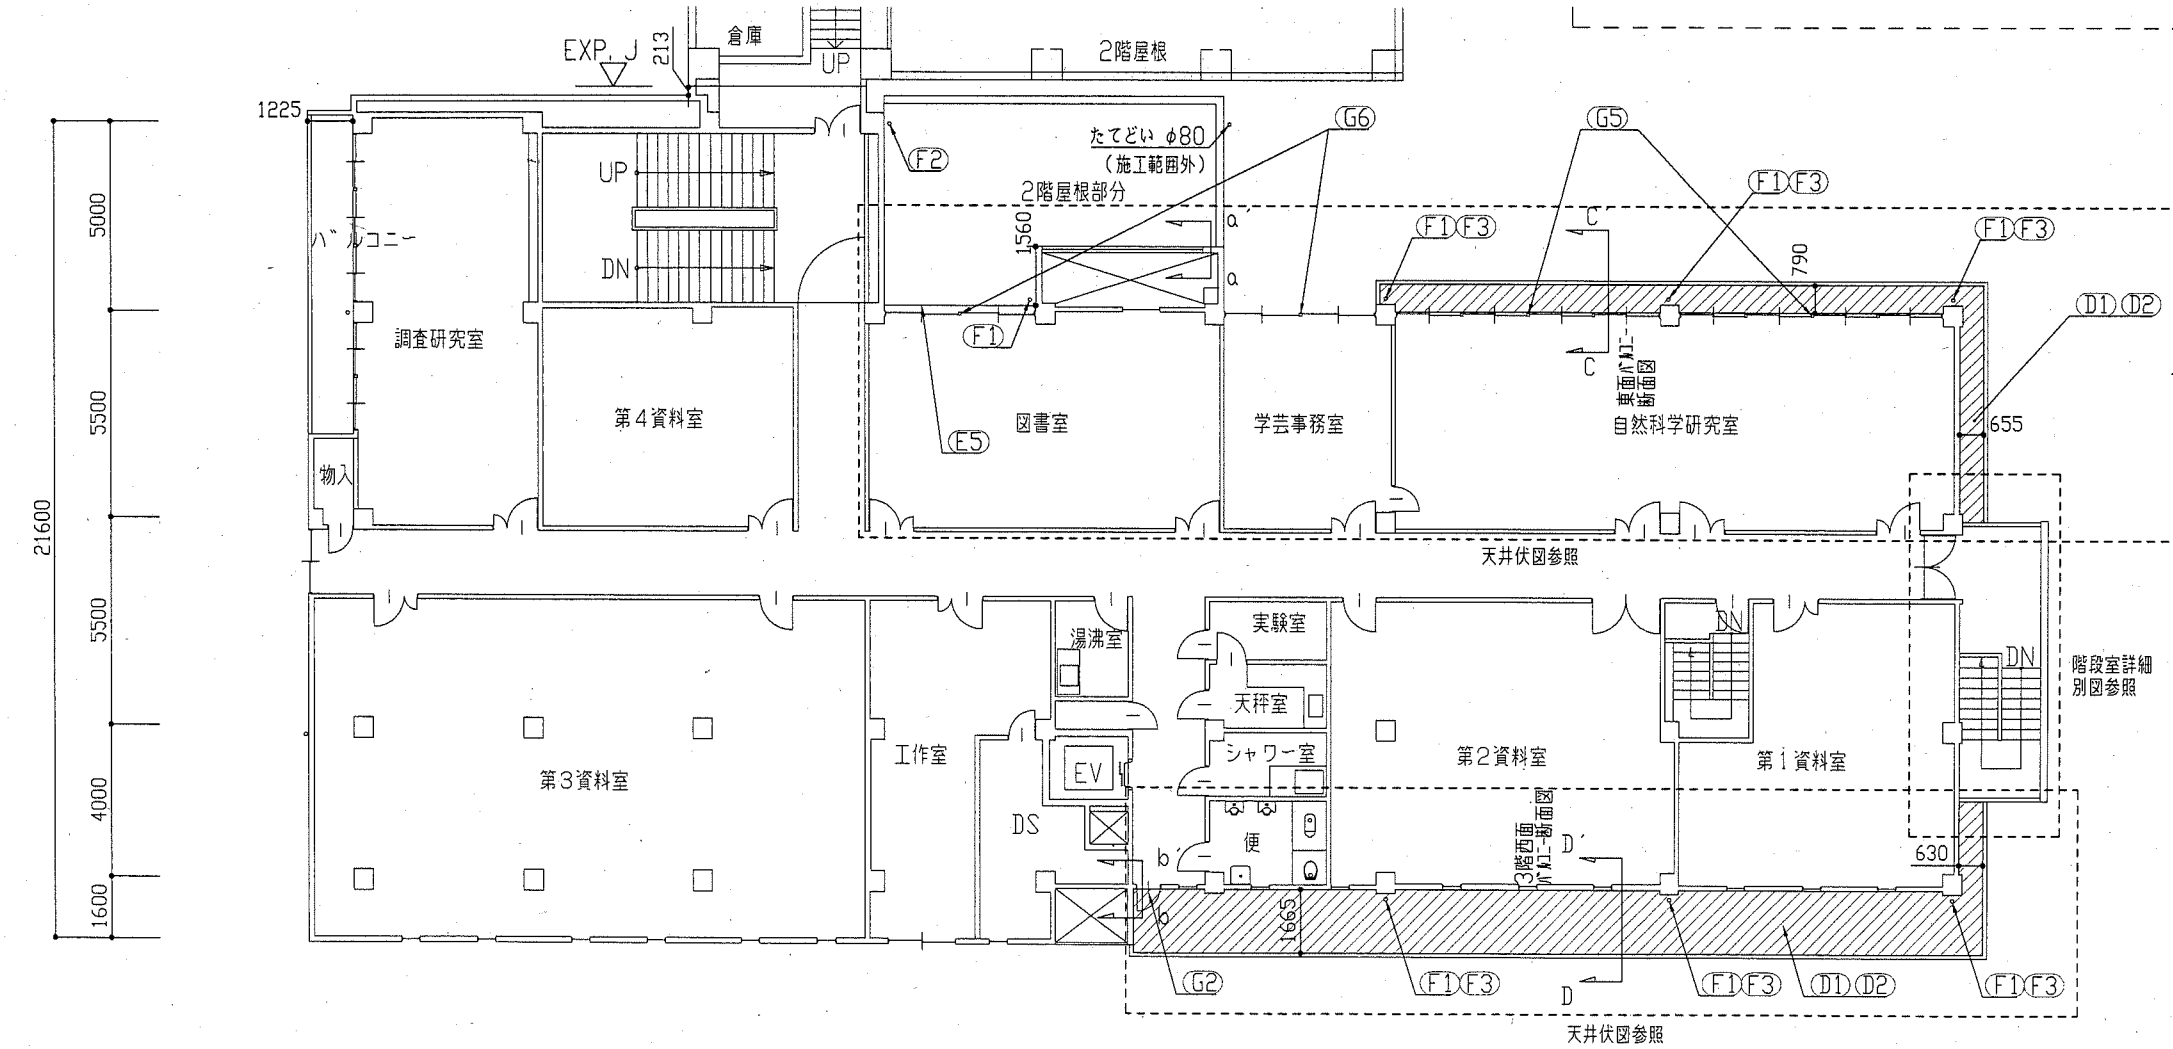 倉庫
UP
EXP. J
213
2階屋根
1225
たてどい φ80
(施工範囲外)
2階屋根部分
F2
G6
G5
F1 F3
F1 F3
F1 F3
D1 D2
UP
DN
バルコニー
1560
a´
a
C´
C
790
東面バルコニー
断面図
655
5000
5500
5500
4000
1600
21600
調査研究室
第4資料室
F1
E5
図書室
学芸事務室
自然科学研究室
物入
天井伏図参照
湯沸室
実験室
天秤室
シャワー室
便
工作室
EV
DS
第3資料室
第2資料室
第1資料室
DN
DN
階段室詳細
別図参照
3階西面
バルコニー断面図
D´
D
b´
b
630
1665
G2
F1 F3
F1 F3
D1 D2
F1 F3
天井伏図参照